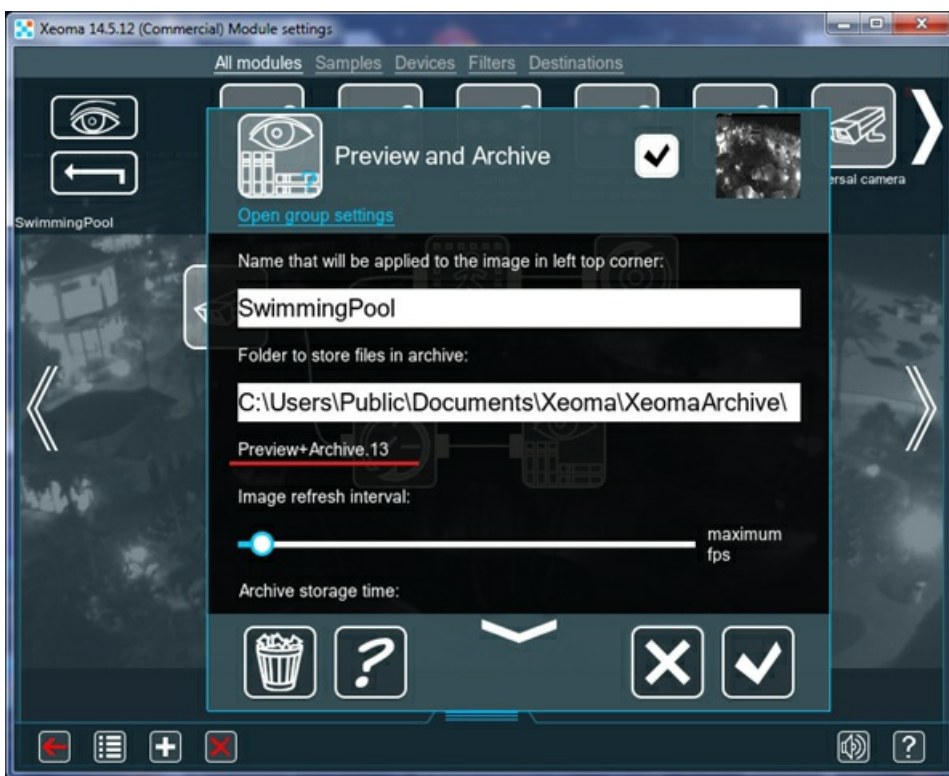 Xeoma 14.5.12 (Commercial) Module settings
All modules Samples Devices Filters Destinations
Preview and Archive
ersal camera
Open group settings
SwimmingPool
Name that will be applied to the image in left top corner:
SwimmingPool
Folder to store files in archive:
C:\Users\Public\Documents\Xeoma\XeomaArchive\
Preview+Archive.13
Image refresh interval:
maximum
fps
Archive storage time: